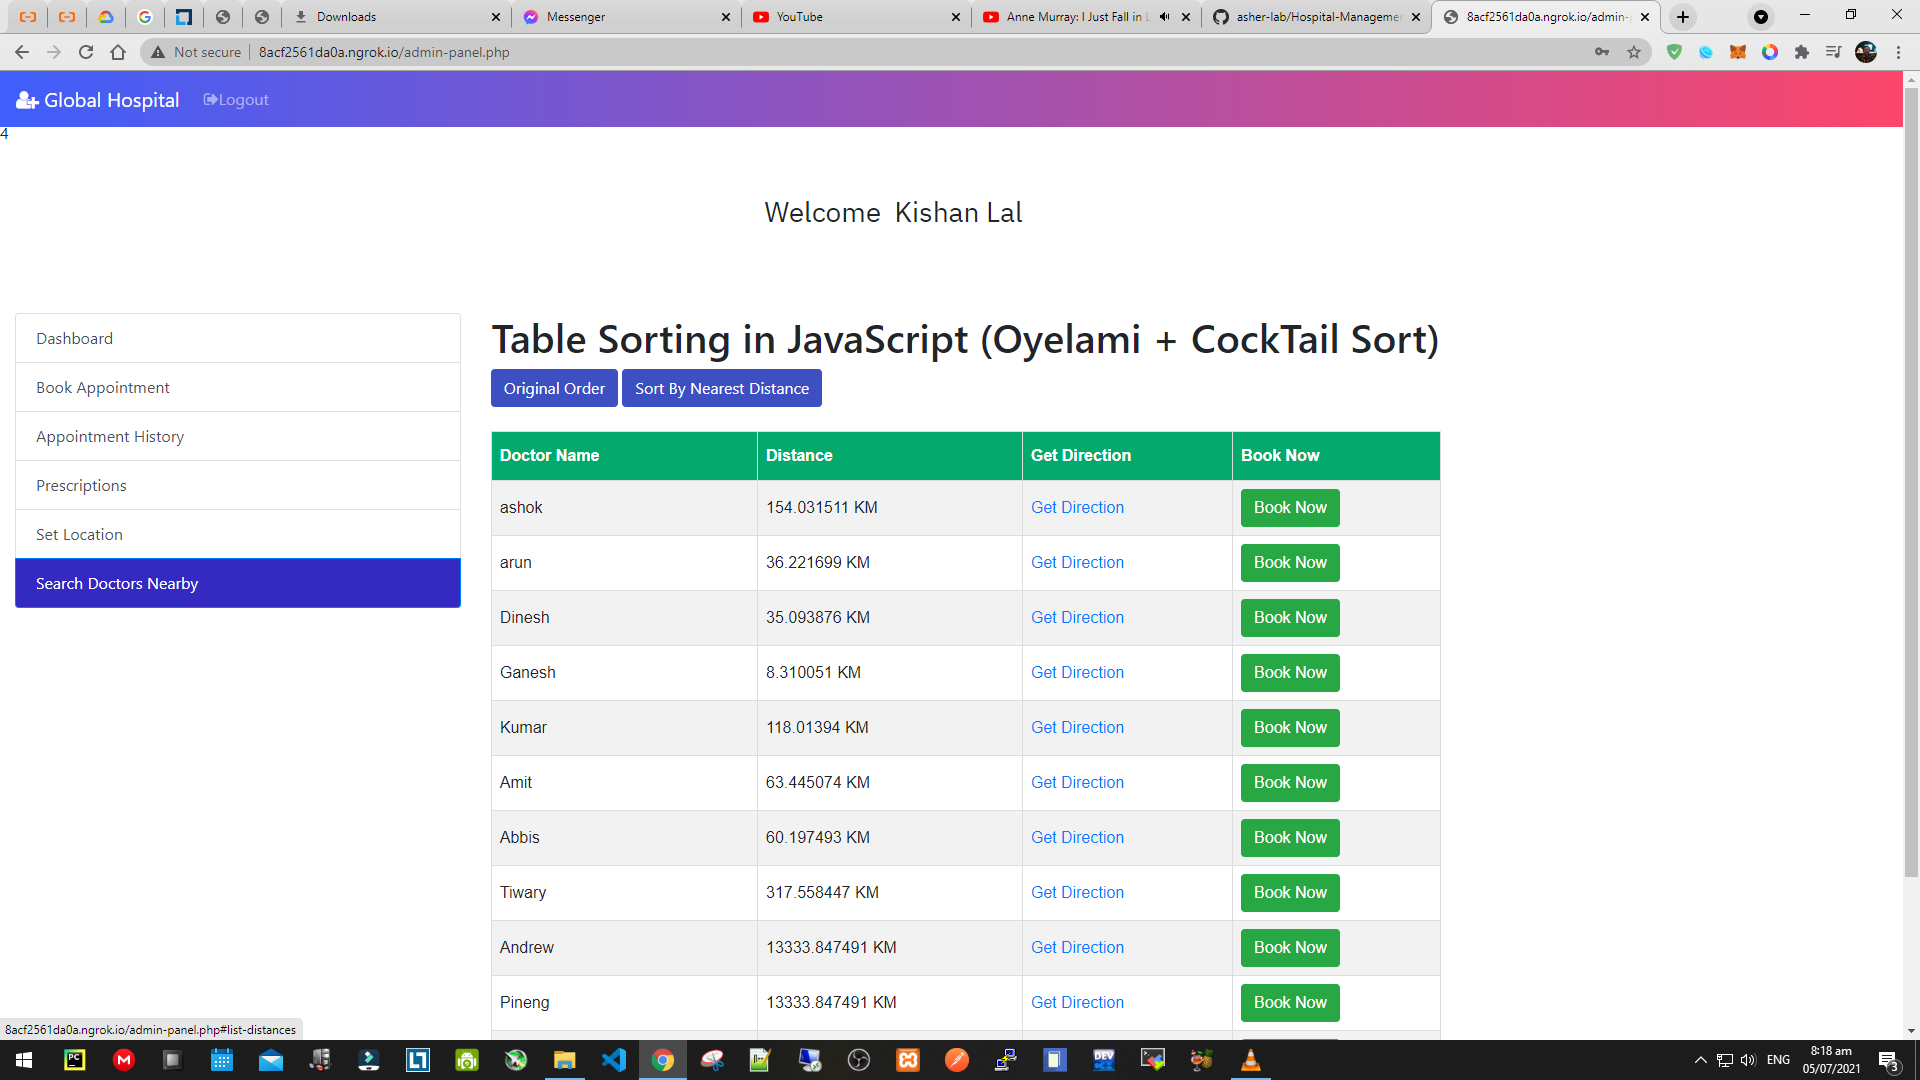 Downloads
Messenger
YouTube
Anne Murray: I Just Fall in L
asher-lab/Hospital-Managemen
8acf2561da0a.ngrok.io/admin-
Not secure 8acf2561da0a.ngrok.io/admin-panel.php
Global Hospital Logout
4
Welcome Kishan Lal
Dashboard
Book Appointment
Appointment History
Prescriptions
Set Location
Search Doctors Nearby
Table Sorting in JavaScript (Oyelami + CockTail Sort)
Original Order Sort By Nearest Distance
Doctor Name Distance Get Direction Book Now
ashok 154.031511 KM Get Direction Book Now
arun 36.221699 KM Get Direction Book Now
Dinesh 35.093876 KM Get Direction Book Now
Ganesh 8.310051 KM Get Direction Book Now
Kumar 118.01394 KM Get Direction Book Now
Amit 63.445074 KM Get Direction Book Now
Abbis 60.197493 KM Get Direction Book Now
Tiwary 317.558447 KM Get Direction Book Now
Andrew 13333.847491 KM Get Direction Book Now
Pineng 13333.847491 KM Get Direction Book Now
8acf2561da0a.ngrok.io/admin-panel.php#list-distances
ENG
8:18 am
05/07/2021
3